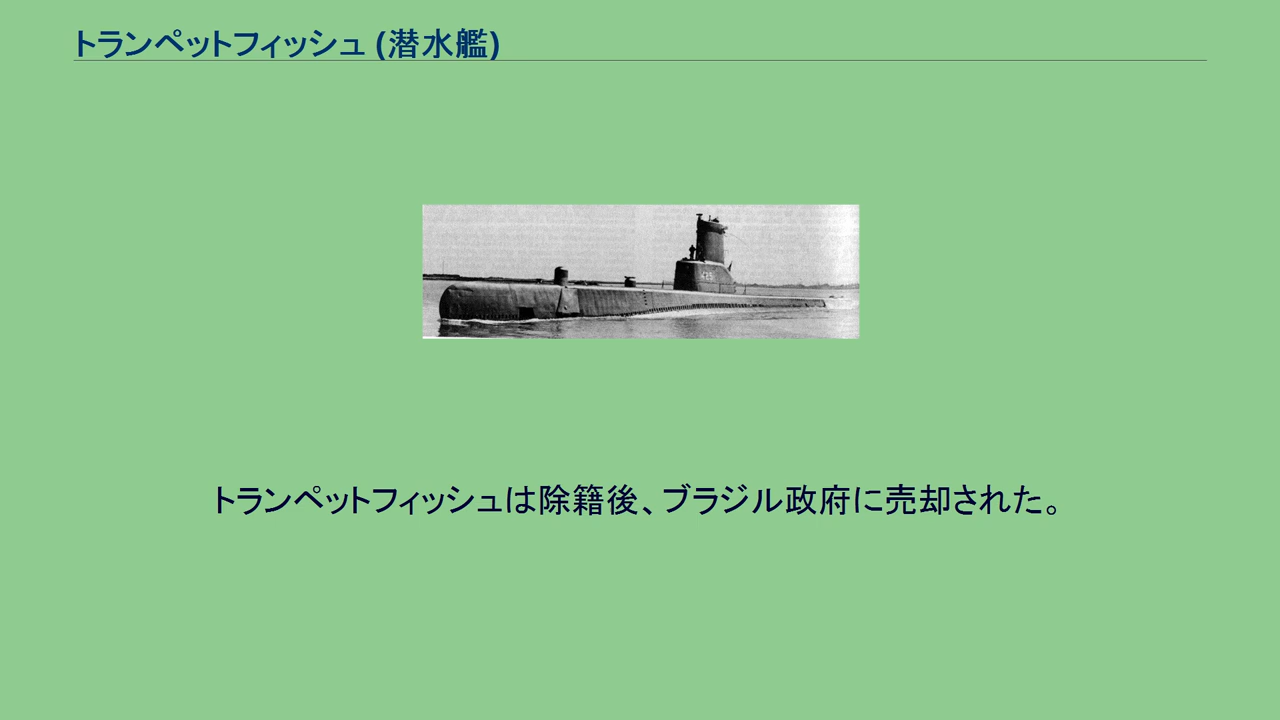 トランペットフィッシュ (潜水艦)
トランペットフィッシュは除籍後、ブラジル政府に売却された。